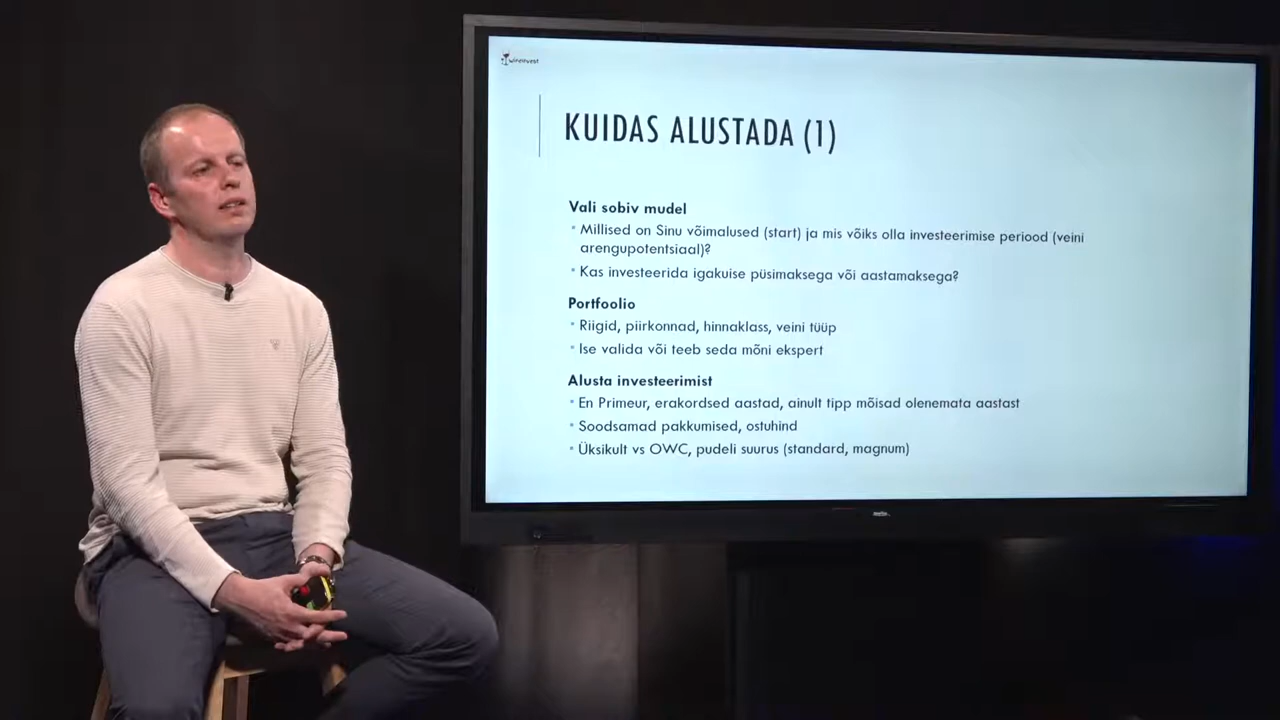 wineinvest
KUIDAS ALUSTADA (1)
Vali sobiv mudel
Millised on Sinu võimalused (start) ja mis võiks olla investeerimise periood (veini
arengupotentsiaal)?
Kas investeerida igakuise püsimaksega või aastamaksega?
Portfoolio
Riigid, piirkonnad, hinnaklass, veini tüüp
Ise valida või teeb seda mõni ekspert
Alusta investeerimist
En Primeur, erakordsed aastad, ainult tipp mõisad olenemata aastast
Soodsamad pakkumised, ostuhind
Üksikult vs OWC, pudeli suurus (standard, magnum)